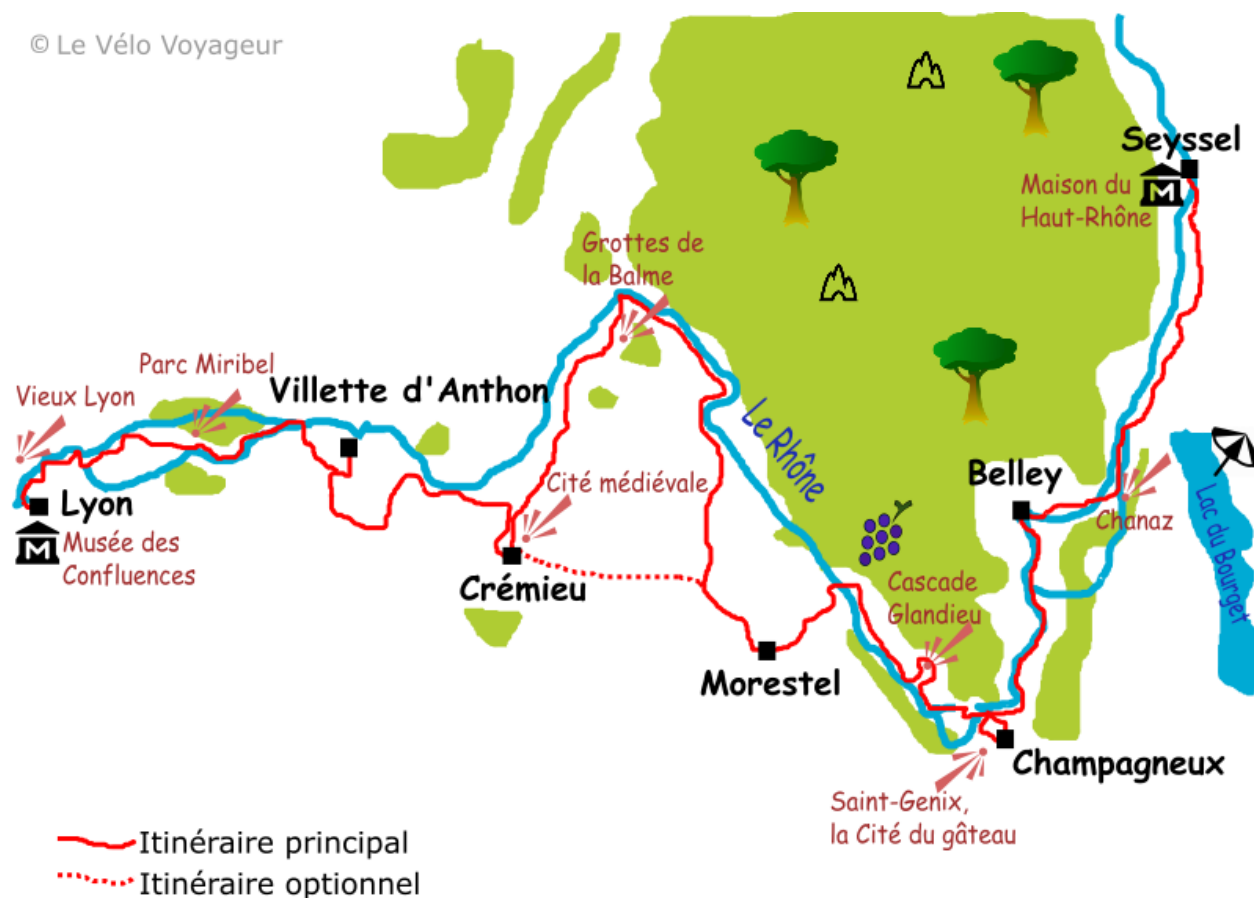 © Le Vélo Voyageur
Seyssel
Maison du
Haut-Rhône
M
Grottes de
la Balme
Parc Miribel
Villette d'Anthon
Vieux Lyon
Le Rhône
Cité médiévale
Belley
Lyon
M
Musée des
Confluences
Chanaz
Lac du Bourget
Crémieu
Cascade
Glandieu
Morestel
Champagneux
Saint-Genix,
la Cité du gâteau
Itinéraire principal
Itinéraire optionnel